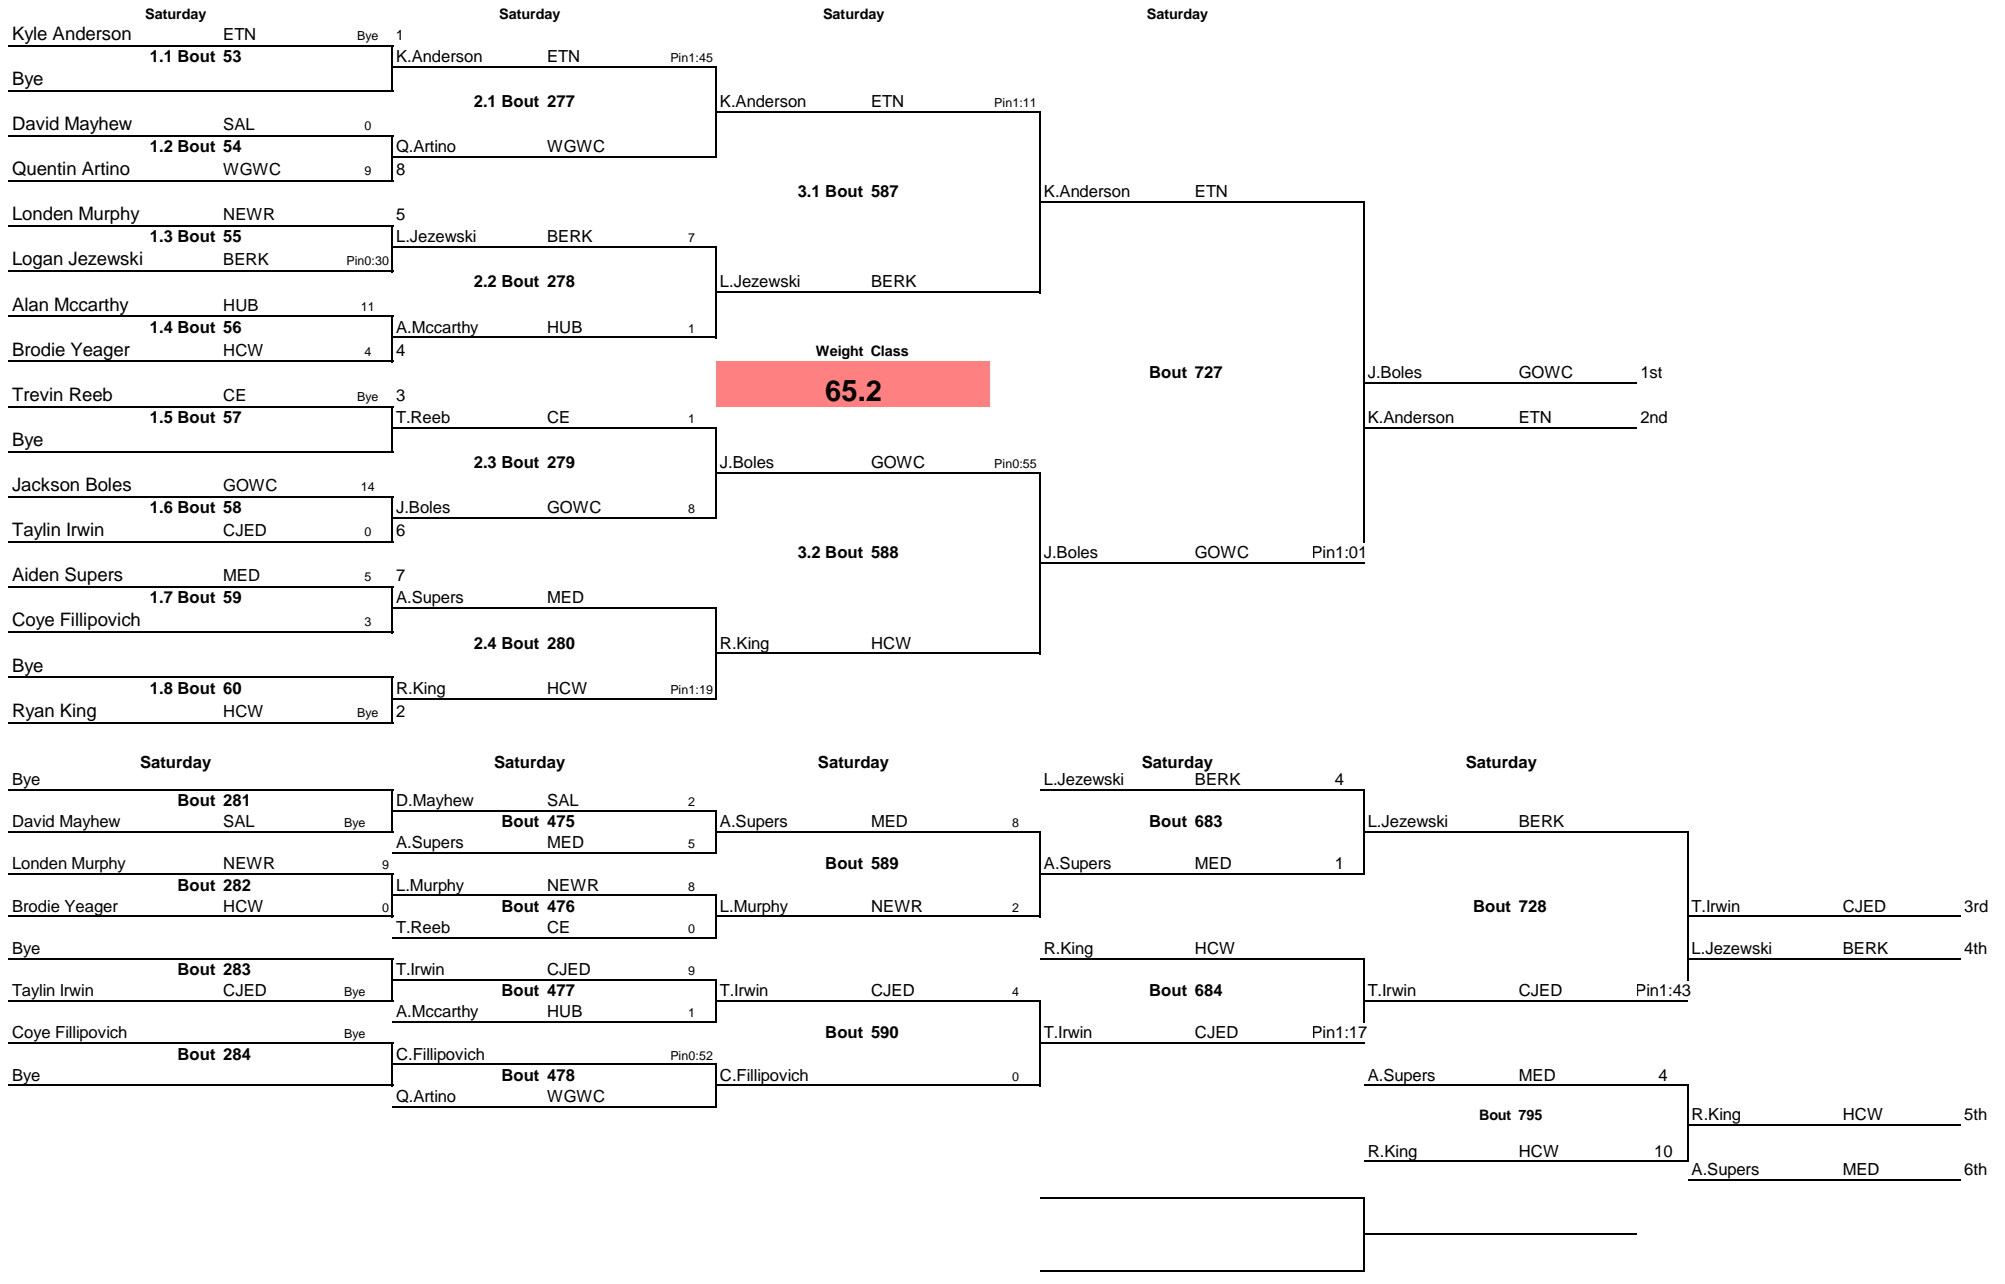 Saturday Saturday Saturday Saturday
Kyle Anderson ETN Bye 1
1.1 Bout 53 K.Anderson ETN Pin1:45
Bye
2.1 Bout 277 K.Anderson ETN Pin1:11
David Mayhew SAL 0
1.2 Bout 54 Q.Artino WGWC
Quentin Artino WGWC 9 8
3.1 Bout 587 K.Anderson ETN
Londen Murphy NEWR 5
1.3 Bout 55 L.Jezewski BERK 7
Logan Jezewski BERK Pin0:30
2.2 Bout 278 L.Jezewski BERK
Alan Mccarthy HUB 11
1.4 Bout 56 A.Mccarthy HUB 1
Brodie Yeager HCW 4 4 Weight Class
Bout 727 J.Boles GOWC 1st
65.2
Trevin Reeb CE Bye 3
1.5 Bout 57 T.Reeb CE 1 K.Anderson ETN 2nd
Bye
2.3 Bout 279 J.Boles GOWC Pin0:55
Jackson Boles GOWC 14
1.6 Bout 58 J.Boles GOWC 8
Taylin Irwin CJED 0 6
3.2 Bout 588 J.Boles GOWC Pin1:01
Aiden Supers MED 5 7
1.7 Bout 59 A.Supers MED
Coye Fillipovich 3
2.4 Bout 280 R.King HCW
Bye
1.8 Bout 60 R.King HCW Pin1:19
Ryan King HCW Bye 2
Saturday Saturday Saturday Saturday Saturday
Bye L.Jezewski BERK 4
Bout 281 D.Mayhew SAL 2
David Mayhew SAL Bye Bout 475 A.Supers MED 8 Bout 683 L.Jezewski BERK
A.Supers MED 5
Londen Murphy NEWR 9 Bout 589 A.Supers MED 1
Bout 282 L.Murphy NEWR 8
Brodie Yeager HCW 0 Bout 476 L.Murphy NEWR 2 Bout 728 T.Irwin CJED 3rd
T.Reeb CE 0
Bye R.King HCW L.Jezewski BERK 4th
Bout 283 T.Irwin CJED 9
Taylin Irwin CJED Bye Bout 477 T.Irwin CJED 4 Bout 684 T.Irwin CJED Pin1:43
A.Mccarthy HUB 1
Coye Fillipovich Bye Bout 590 T.Irwin CJED Pin1:17
Bout 284 C.Fillipovich Pin0:52
Bye Bout 478 C.Fillipovich 0 A.Supers MED 4
Q.Artino WGWC
Bout 795 R.King HCW 5th
R.King HCW 10
A.Supers MED 6th